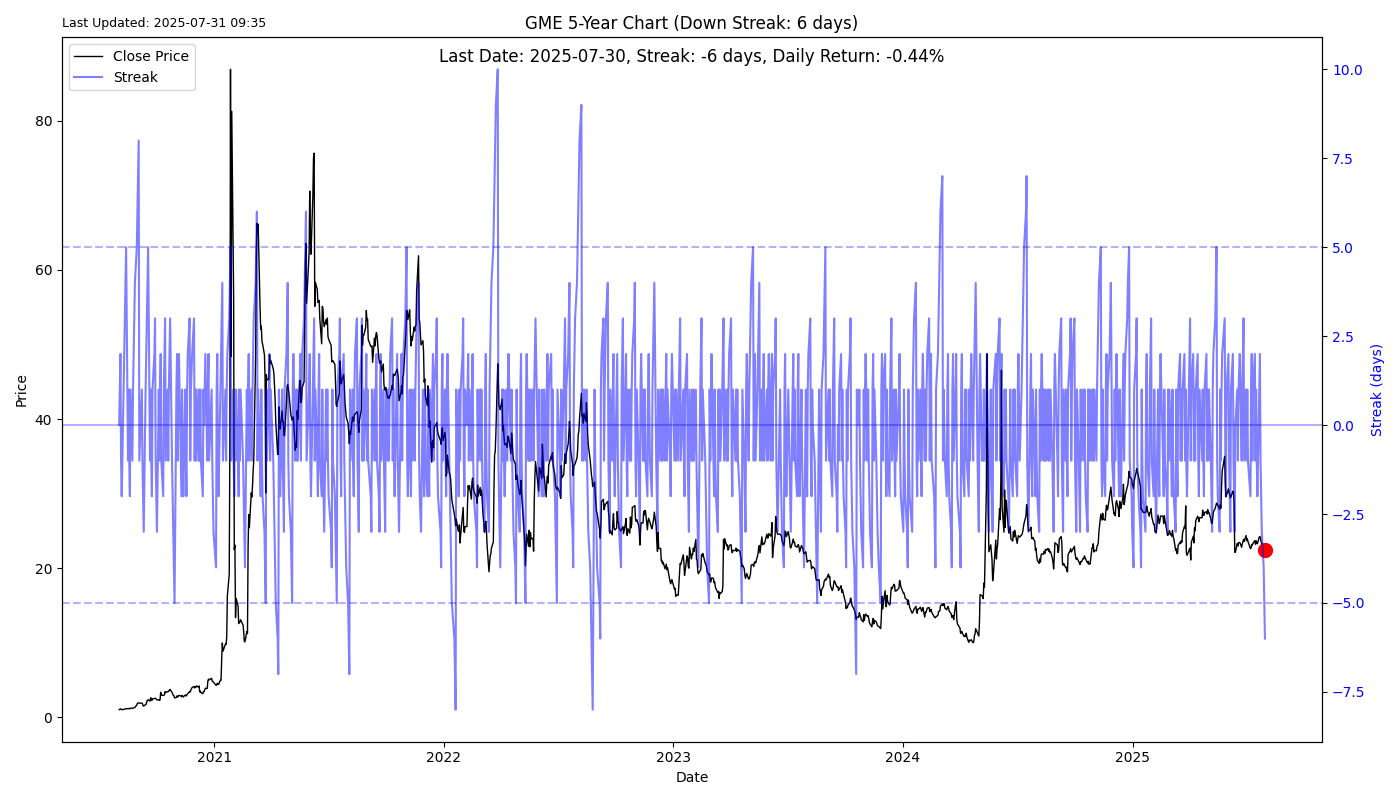 Last Updated: 2025-07-31 09:35
GME 5-Year Chart (Down Streak: 6 days)
Last Date: 2025-07-30, Streak: -6 days, Daily Return: -0.44%
Close Price
Streak
80
60
40
20
0
Price
10.0
7.5
5.0
2.5
0.0
−2.5
−5.0
−7.5
Streak (days)
2021
2022
2023
2024
2025
Date